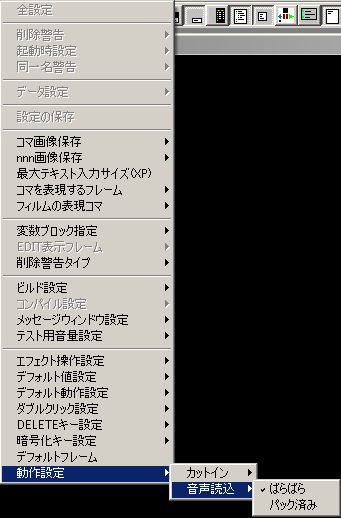 全設定
削除警告
起動時設定
同一名警告
データ設定
設定の保存
コマ画像保存
nnn画像保存
最大テキスト入力サイズ(XP)
コマを表現するフレーム
フィルムの表現コマ
変数ブロック指定
EDIT表示フレーム
削除警告タイプ
ビルド設定
コンパイル設定
メッセージウィンドウ設定
テスト用音量設定
エフェクト操作設定
デフォルト値設定
デフォルト動作設定
ダブルクリック設定
DELETEキー設定
暗号化キー設定
デフォルトフレーム
動作設定
カットイン
音声読込
ばらばら
パック済み